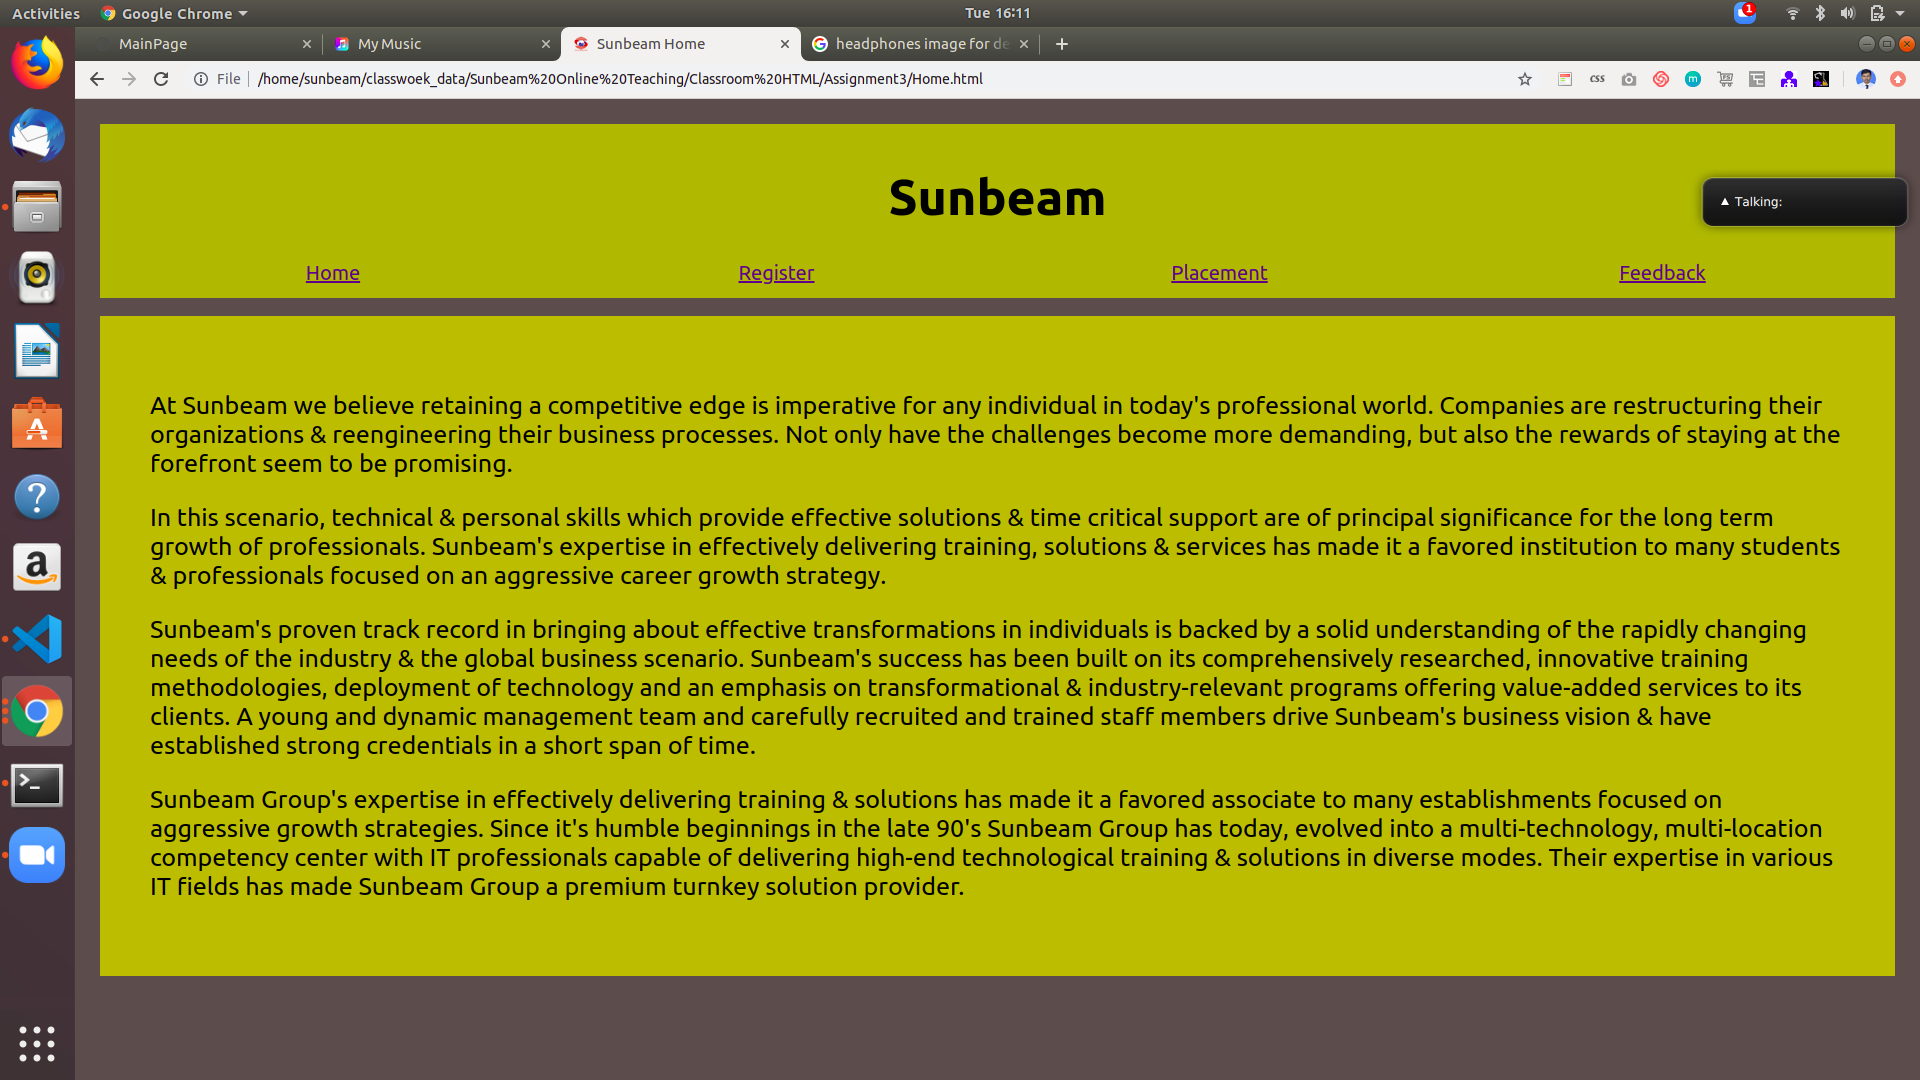 Activities Google Chrome Tue 16:11 1
MainPage My Music Sunbeam Home headphones image for de
File /home/sunbeam/classwoek_data/Sunbeam%20Online%20Teaching/Classroom%20HTML/Assignment3/Home.html css m
Sunbeam
Talking:
Home Register Placement Feedback
At Sunbeam we believe retaining a competitive edge is imperative for any individual in today's professional world. Companies are restructuring their
organizations & reengineering their business processes. Not only have the challenges become more demanding, but also the rewards of staying at the
forefront seem to be promising.
In this scenario, technical & personal skills which provide effective solutions & time critical support are of principal significance for the long term
growth of professionals. Sunbeam's expertise in effectively delivering training, solutions & services has made it a favored institution to many students
& professionals focused on an aggressive career growth strategy.
Sunbeam's proven track record in bringing about effective transformations in individuals is backed by a solid understanding of the rapidly changing
needs of the industry & the global business scenario. Sunbeam's success has been built on its comprehensively researched, innovative training
methodologies, deployment of technology and an emphasis on transformational & industry-relevant programs offering value-added services to its
clients. A young and dynamic management team and carefully recruited and trained staff members drive Sunbeam's business vision & have
established strong credentials in a short span of time.
Sunbeam Group's expertise in effectively delivering training & solutions has made it a favored associate to many establishments focused on
aggressive growth strategies. Since it's humble beginnings in the late 90's Sunbeam Group has today, evolved into a multi-technology, multi-location
competency center with IT professionals capable of delivering high-end technological training & solutions in diverse modes. Their expertise in various
IT fields has made Sunbeam Group a premium turnkey solution provider.